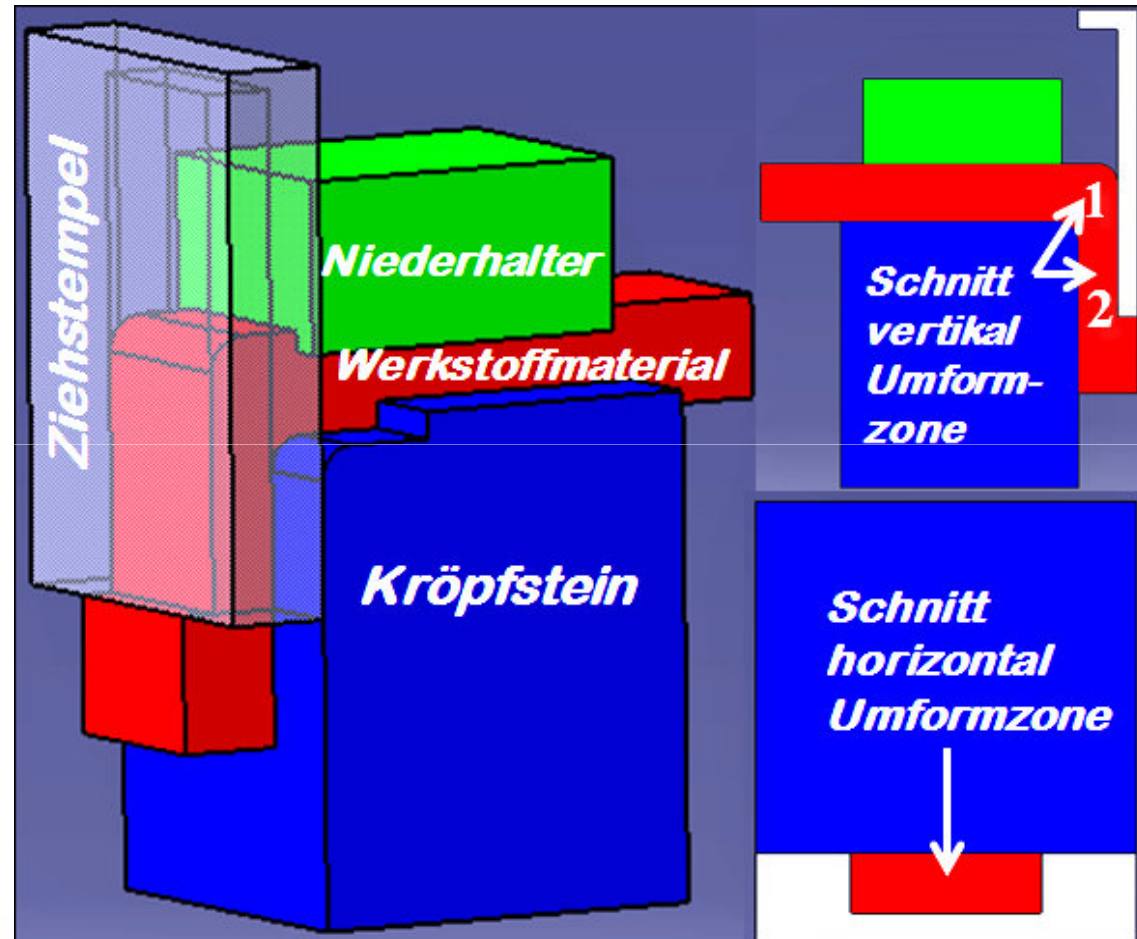 Ziehstempel
Niederhalter
Werkstoffmaterial
Kröpfstein
1
Schnitt
vertikal
2
Umform-
zone
Schnitt
horizontal
Umformzone